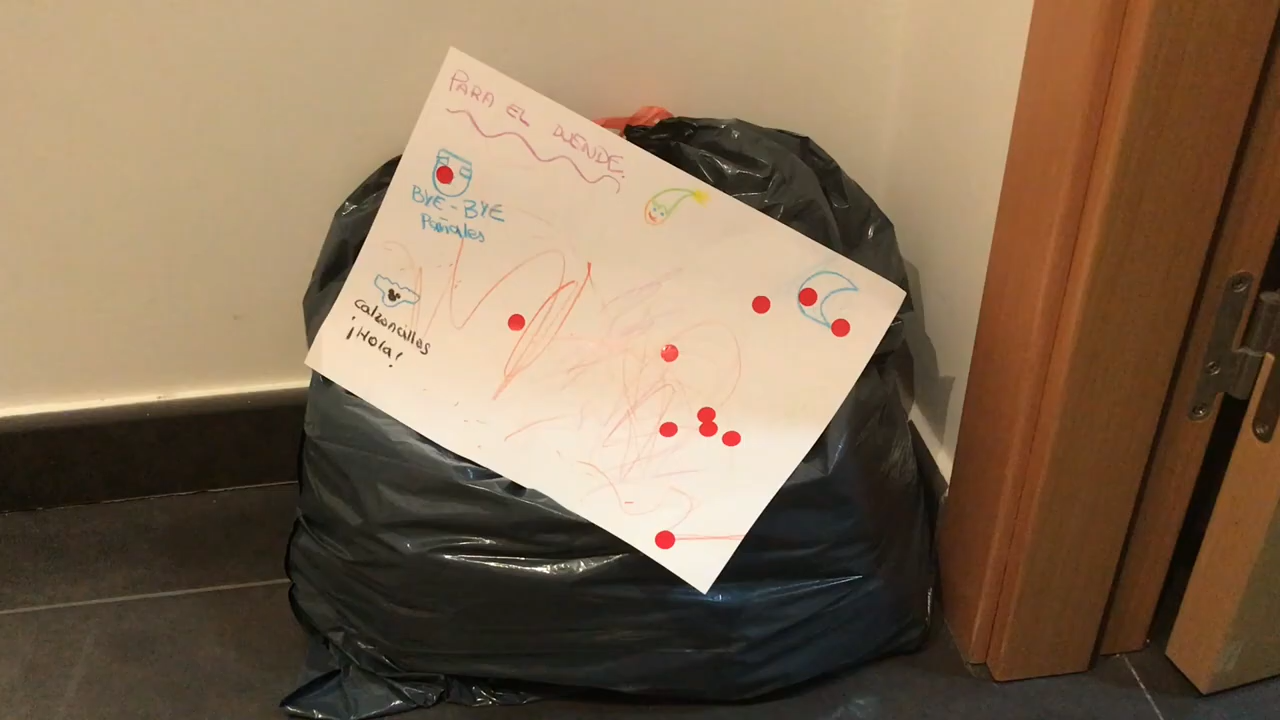 PARA EL DUENDE.
BYE-BYE
Pañales
calzoncillos
¡Hola!